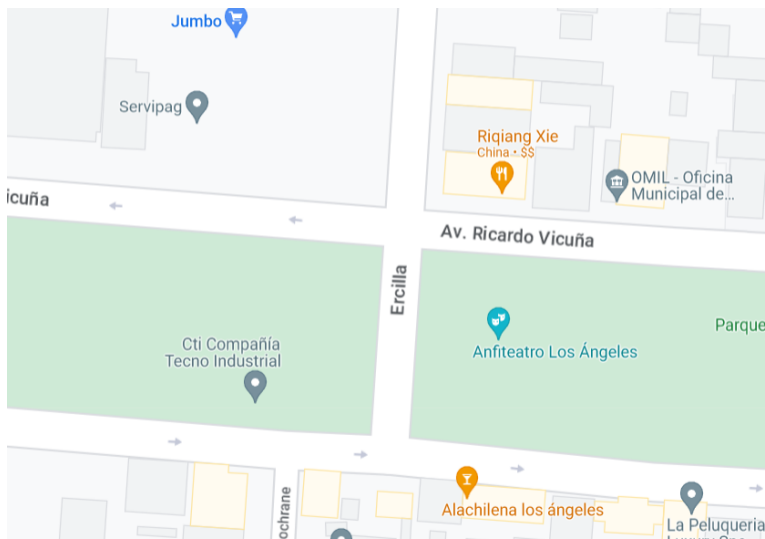 Jumbo
Servipag
Riqiang Xie
China • $$
OMIL - Oficina
Municipal de...
icuña
Av. Ricardo Vicuña
Ercilla
Parque
Anfiteatro Los Ángeles
Cti Compañía
Tecno Industrial
ochrane
Alachilena los ángeles
La Peluqueria